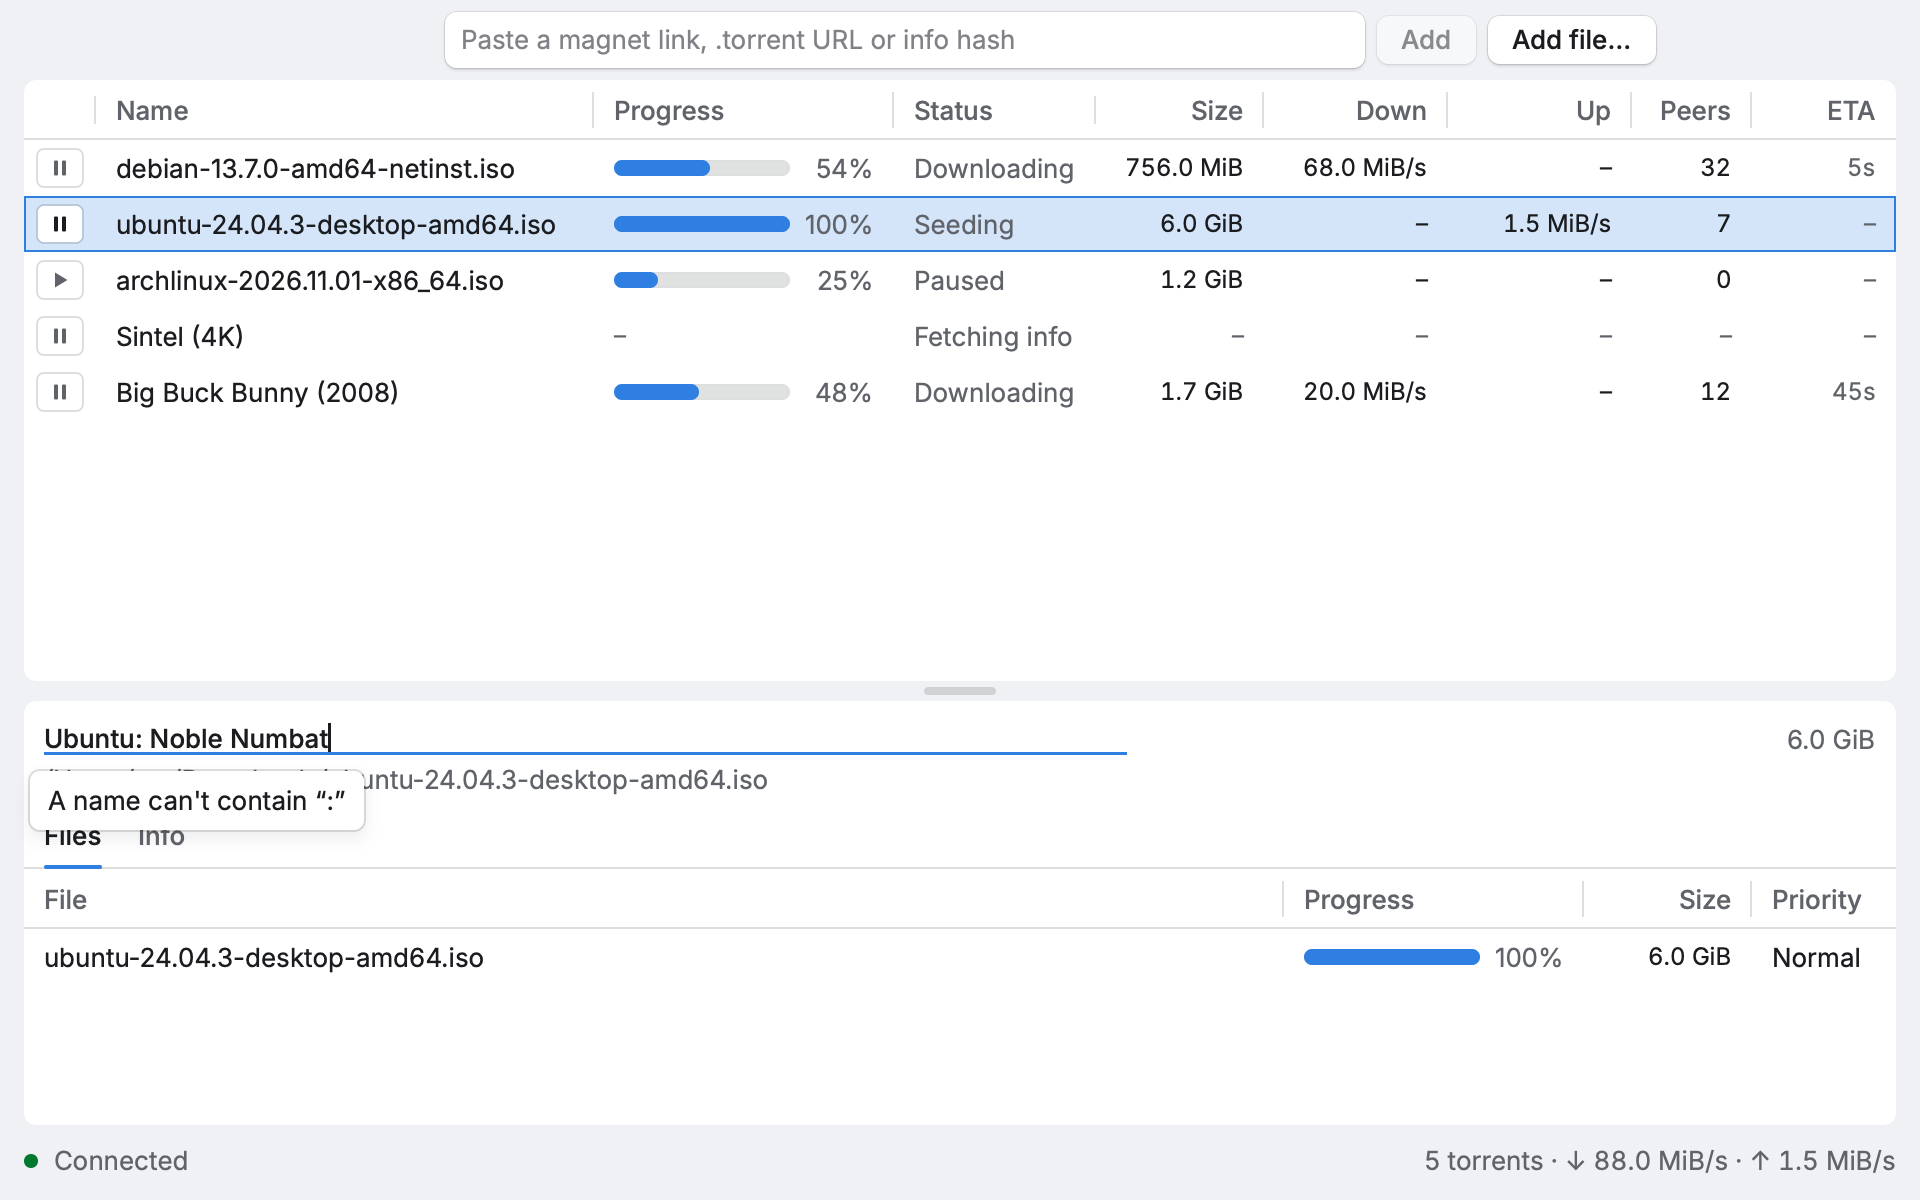 Paste a magnet link, .torrent URL or info hash Add Add file...
Name Progress Status Size Down Up Peers ETA
debian-13.7.0-amd64-netinst.iso 54% Downloading 756.0 MiB 68.0 MiB/s – 32 5s
ubuntu-24.04.3-desktop-amd64.iso 100% Seeding 6.0 GiB – 1.5 MiB/s 7 –
archlinux-2026.11.01-x86_64.iso 25% Paused 1.2 GiB – – 0 –
Sintel (4K) – Fetching info – – – – –
Big Buck Bunny (2008) 48% Downloading 1.7 GiB 20.0 MiB/s – 12 45s
Ubuntu: Noble Numbat 6.0 GiB
untu-24.04.3-desktop-amd64.iso
A name can't contain “:”
Files Info
File Progress Size Priority
ubuntu-24.04.3-desktop-amd64.iso 100% 6.0 GiB Normal
Connected 5 torrents · ↓ 88.0 MiB/s · ↑ 1.5 MiB/s